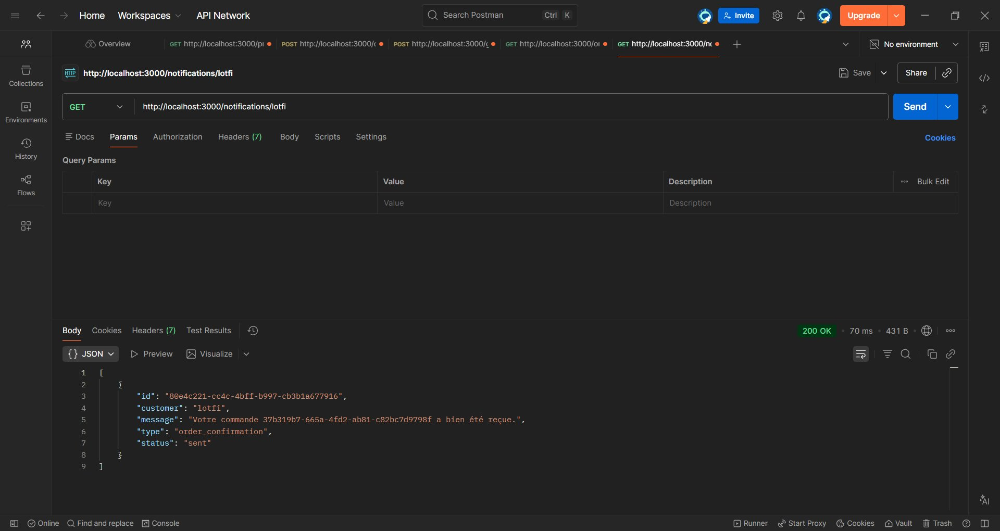 Home Workspaces API Network Search Postman Ctrl K Invite Upgrade
Overview GET http://localhost:3000/pr POST http://localhost:3000/ POST http://localhost:3000/ GET http://localhost:3000/or GET http://localhost:3000/no No environment
HTTP http://localhost:3000/notifications/lotfi Save Share
GET http://localhost:3000/notifications/lotfi Send
Collections
Environments
History
Flows
Docs Params Authorization Headers (7) Body Scripts Settings Cookies
Query Params
Key Value Description Bulk Edit
Key Value Description
Body Cookies Headers (7) Test Results 200 OK • 70 ms • 431 B
{} JSON Preview Visualize
1 [
2 {
3 "id": "80e4c221-cc4c-4bff-b997-cb3b1a677916",
4 "customer": "lotfi",
5 "message": "Votre commande 37b319b7-665a-4fd2-ab81-c82bc7d9798f a bien été reçue.",
6 "type": "order_confirmation",
7 "status": "sent"
8 }
9 ]
AI
Online Find and replace Console Runner Start Proxy Cookies Vault Trash